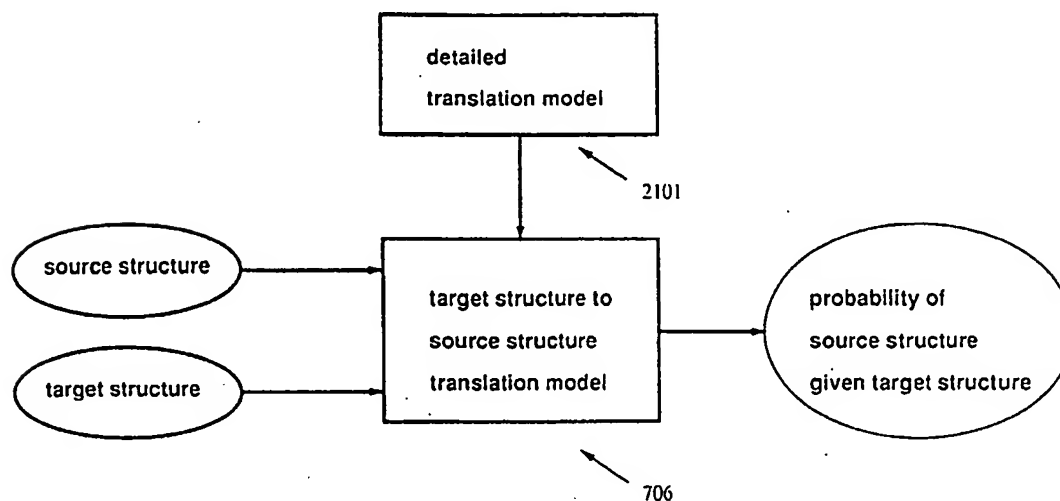 detailed
translation model
2101
source structure
target structure
target structure to
source structure
translation model
706
probability of
source structure
given target structure